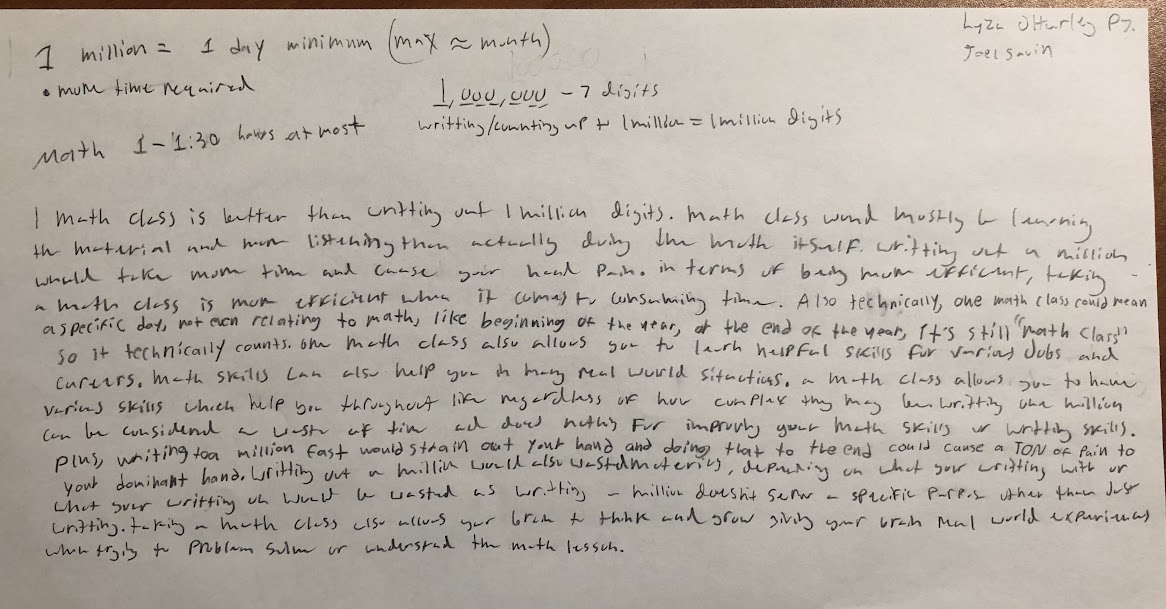 1 million = 1 day minimum (max ≈ month)
P7.
Joel Savin
• more time required
1,000,000 - 7 digits
writting/counting up to 1 million = 1 million digits
Math 1-1:30 hours at most
1 math class is better than writting out 1 million digits. Math class would mostly be learning
the material and more listening than actually doing the math itself. Writting out a million
would take more time and cause your hand pain. in terms of being more efficient, taking
a math class is more efficient when it comes to consuming time. Also technically, one math class could mean
a specific day, not even relating to math, like beginning of the year, or the end of the year, It's still "math class"
so it technically counts. one math class also allows you to learn helpful skills for various Jobs and
careers. Math skills can also help you in many real world situations. a math class allows you to have
various skills which help you throughout life regardless of how complex they may be. Writting one million
can be considered a waste of time and does nothing For improving your math skills or writting skills.
Plus, writing to a million fast would strain out your hand and doing that to the end could cause a TON of Pain to
your dominant hand. Writting out a million would also waste materials, depending on what your writting with or
what your writting on would be wasted as writting a million doesn't serve a specific purpose other than Just
writting. taking a math class also allows your brain to think and grow giving your brain real world experiences
when trying to problem solve or understand the math lesson.